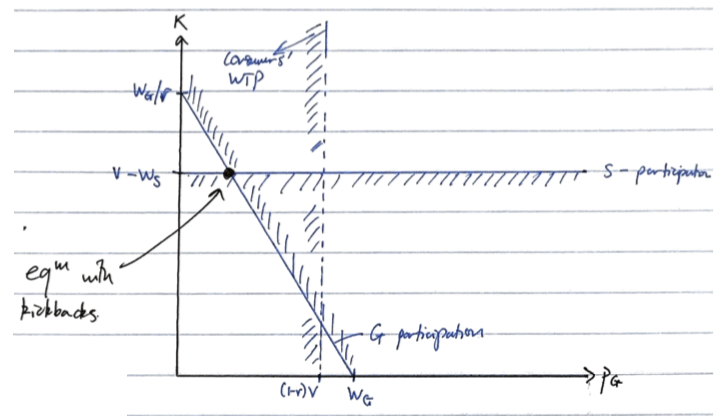 K
Consumers'
WTP
W_G/r
V-W_S
S-participation
eq^m with
kickbacks
G participation
(1-r)V
W_G
P_G